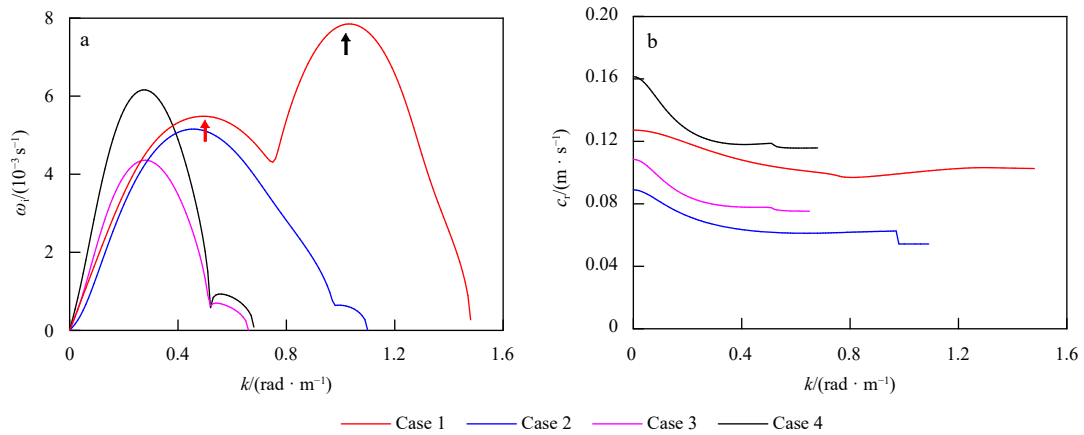 a
8
6
4
2
0
ωᵢ/(10⁻³ s⁻¹)
0 0.4 0.8 1.2 1.6
k/(rad · m⁻¹)
b
0.20
0.16
0.12
0.08
0.04
0
cᵣ/(m · s⁻¹)
0 0.4 0.8 1.2 1.6
k/(rad · m⁻¹)
Case 1 Case 2 Case 3 Case 4